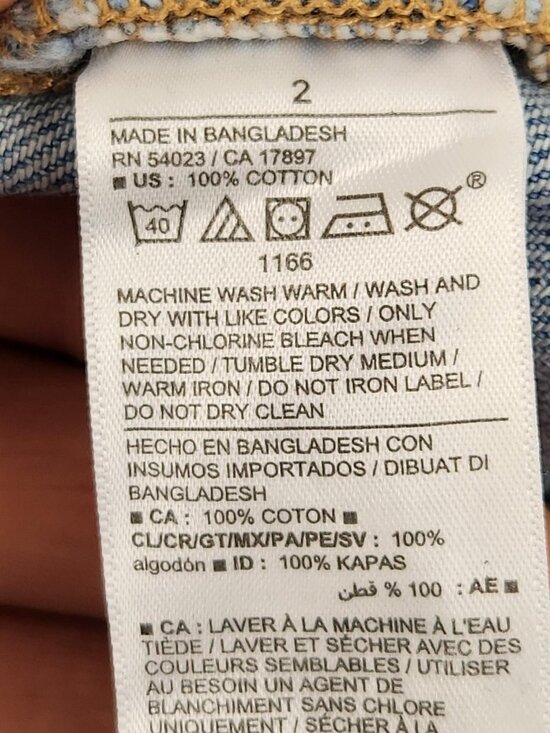 2
MADE IN BANGLADESH
RN 54023 / CA 17897
■ US : 100% COTTON
40
®
1166
MACHINE WASH WARM / WASH AND
DRY WITH LIKE COLORS / ONLY
NON-CHLORINE BLEACH WHEN
NEEDED / TUMBLE DRY MEDIUM /
WARM IRON / DO NOT IRON LABEL /
DO NOT DRY CLEAN
HECHO EN BANGLADESH CON
INSUMOS IMPORTADOS / DIBUAT DI
BANGLADESH
■ CA : 100% COTON ■
CL/CR/GT/MX/PA/PE/SV : 100%
algodón ■ ID : 100% KAPAS
■ AE : 100 % قطن
■ CA : LAVER À LA MACHINE À L'EAU
TIÈDE / LAVER ET SÉCHER AVEC DES
COULEURS SEMBLABLES / UTILISER
AU BESOIN UN AGENT DE
BLANCHIMENT SANS CHLORE
UNIQUEMENT / SÉCHER À LA